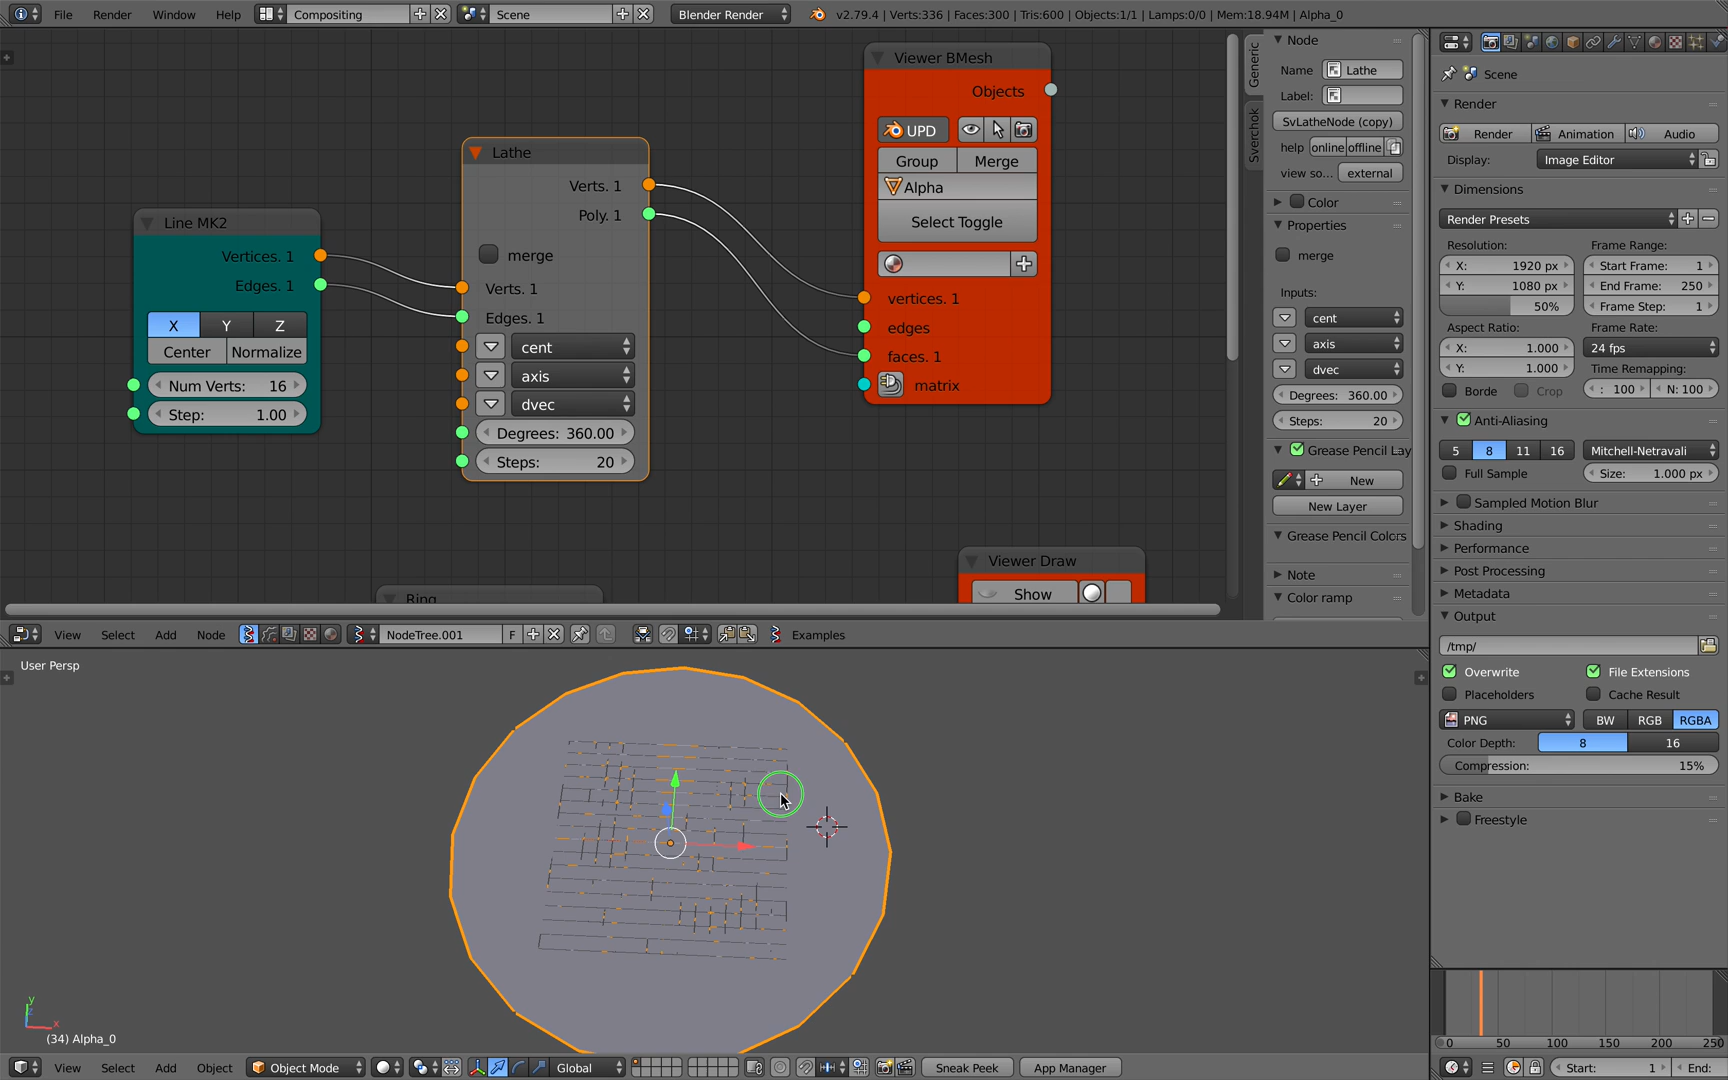 File Render Window Help Compositing Scene Blender Render v2.79.4 | Verts:336 | Faces:300 | Tris:600 | Objects:1/1 | Lamps:0/0 | Mem:18.94M | Alpha_0
Viewer BMesh
Objects
UPD
Group Merge
Alpha
Select Toggle
vertices. 1
edges
faces. 1
matrix
Lathe
Verts. 1
Poly. 1
merge
Verts. 1
Edges. 1
cent
axis
dvec
Degrees: 360.00
Steps: 20
Line MK2
Vertices. 1
Edges. 1
X Y Z
Center Normalize
Num Verts: 16
Step: 1.00
Ring
Viewer Draw
Show
Generic
Sverchok
Node
Name Lathe
Label:
SvLatheNode (copy)
help online offline
view so... external
Color
Properties
merge
Inputs:
cent
axis
dvec
Degrees: 360.00
Steps: 20
Grease Pencil Lay
New
New Layer
Grease Pencil Colors
Note
Color ramp
Scene
Render
Render Animation Audio
Display: Image Editor
Dimensions
Render Presets
Resolution: Frame Range:
X: 1920 px Start Frame: 1
Y: 1080 px End Frame: 250
50% Frame Step: 1
Aspect Ratio: Frame Rate:
X: 1.000 24 fps
Y: 1.000 Time Remapping:
Borde Crop : 100 N: 100
Anti-Aliasing
5 8 11 16 Mitchell-Netravali
Full Sample Size: 1.000 px
Sampled Motion Blur
Shading
Performance
Post Processing
Metadata
Output
/tmp/
Overwrite File Extensions
Placeholders Cache Result
PNG BW RGB RGBA
Color Depth: 8 16
Compression: 15%
Bake
Freestyle
View Select Add Node NodeTree.001 F Examples
User Persp
y
z
x
(34) Alpha_0
View Select Add Object Object Mode Global Sneak Peek App Manager
0 50 100 150 200 250
Start: 1 End: